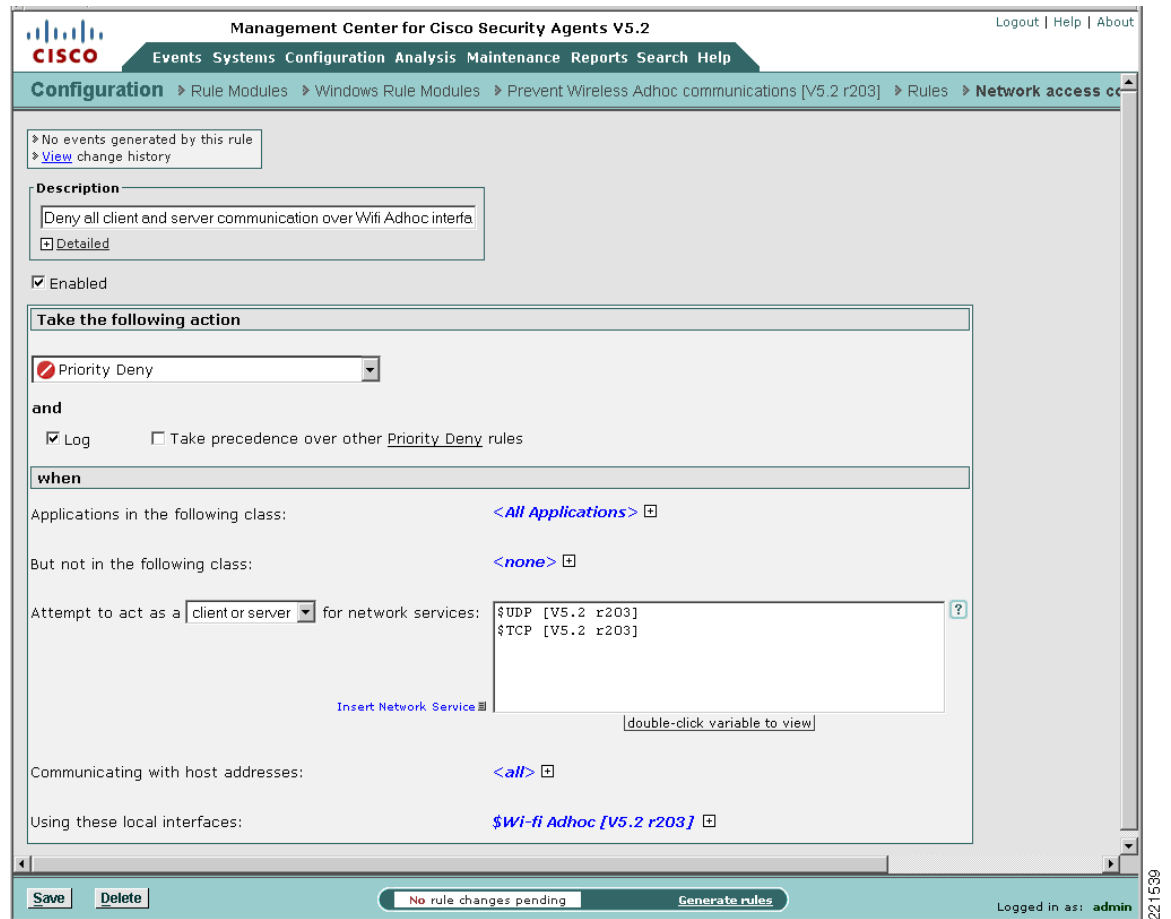 Management Center for Cisco Security Agents V5.2
Logout | Help | About
CISCO
Events Systems Configuration Analysis Maintenance Reports Search Help
Configuration > Rule Modules > Windows Rule Modules > Prevent Wireless Adhoc communications [V5.2 r203] > Rules > Network access co
No events generated by this rule
View change history
Description
Deny all client and server communication over Wifi Adhoc interfa
Detailed
Enabled
Take the following action
Priority Deny
and
Log
Take precedence over other Priority Deny rules
when
Applications in the following class: <All Applications>
But not in the following class: <none>
Attempt to act as a client or server for network services:
$UDP [V5.2 r203]
$TCP [V5.2 r203]
Insert Network Service
double-click variable to view
Communicating with host addresses: <all>
Using these local interfaces: $Wi-fi Adhoc [V5.2 r203]
Save Delete
No rule changes pending
Generate rules
Logged in as: admin
221539